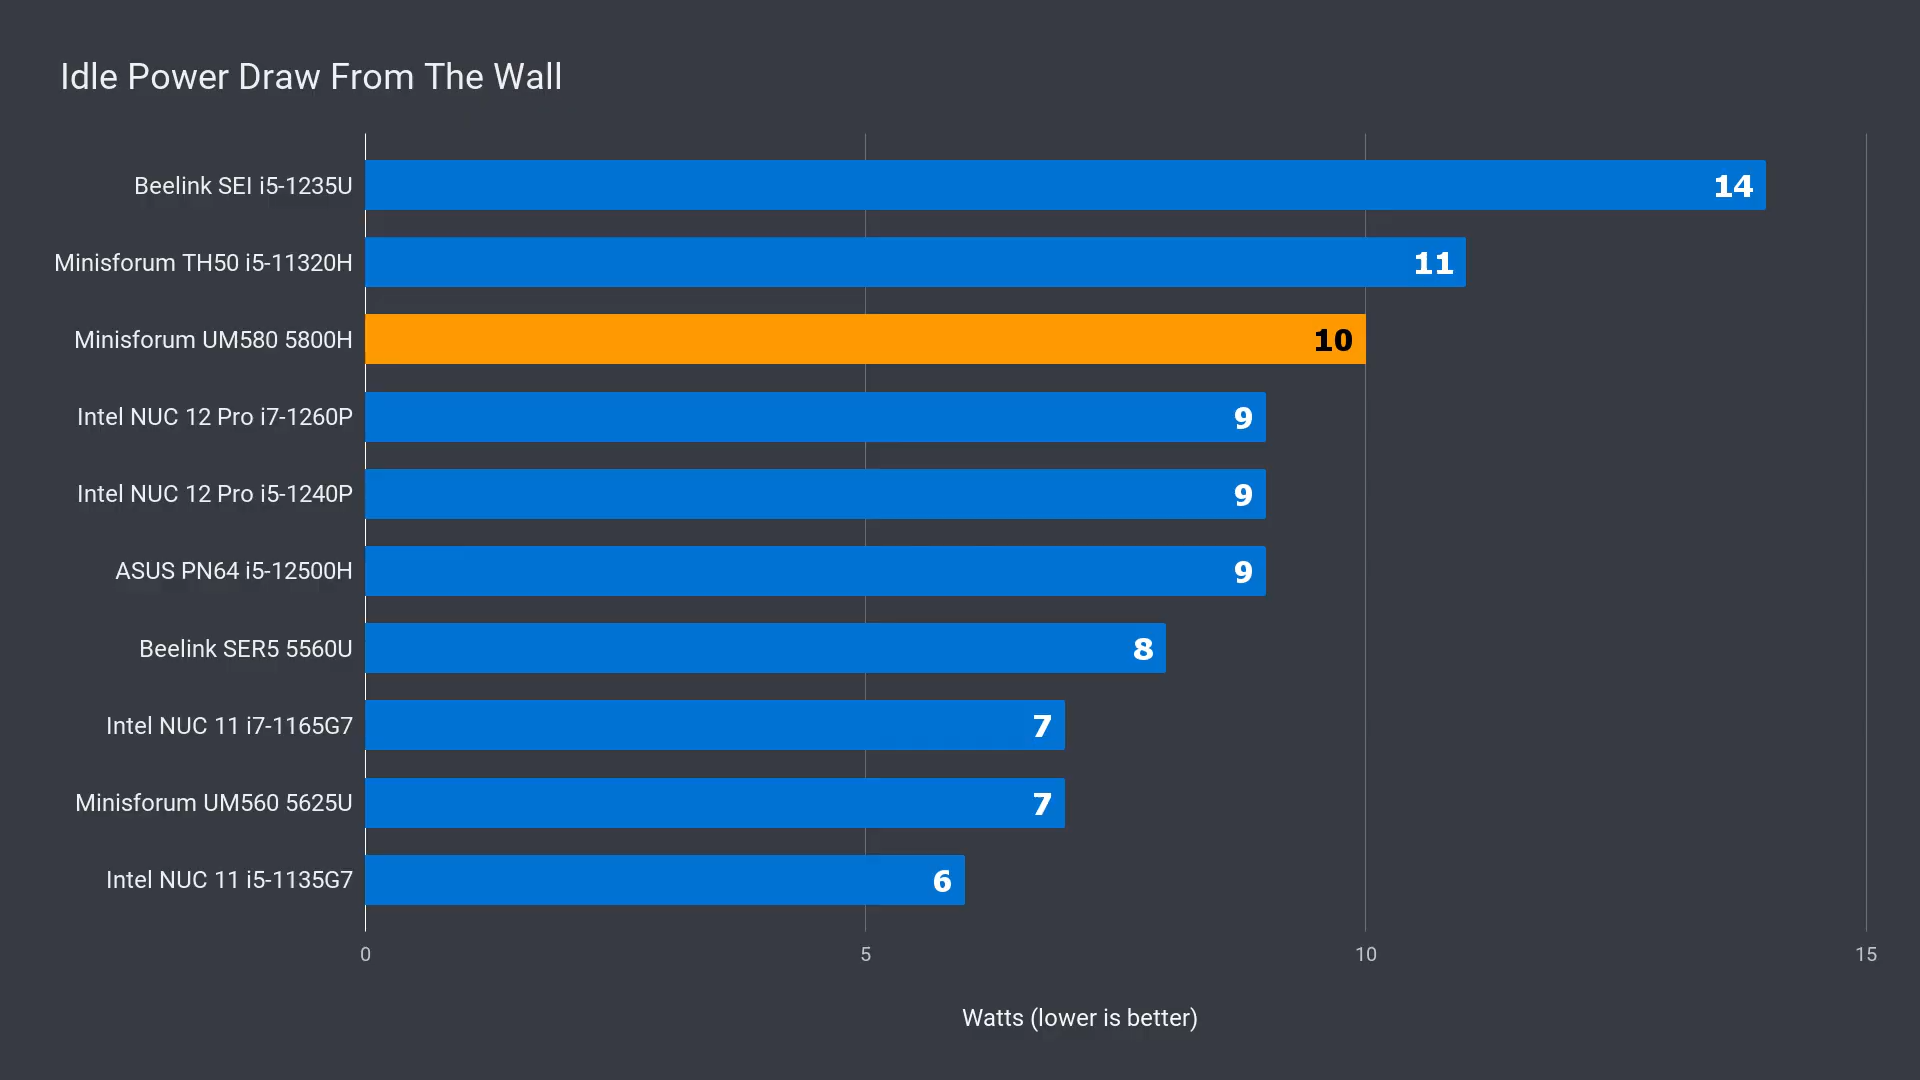 Idle Power Draw From The Wall
Beelink SEI i5-1235U 14
Minisforum TH50 i5-11320H 11
Minisforum UM580 5800H 10
Intel NUC 12 Pro i7-1260P 9
Intel NUC 12 Pro i5-1240P 9
ASUS PN64 i5-12500H 9
Beelink SER5 5560U 8
Intel NUC 11 i7-1165G7 7
Minisforum UM560 5625U 7
Intel NUC 11 i5-1135G7 6
0 5 10 15
Watts (lower is better)